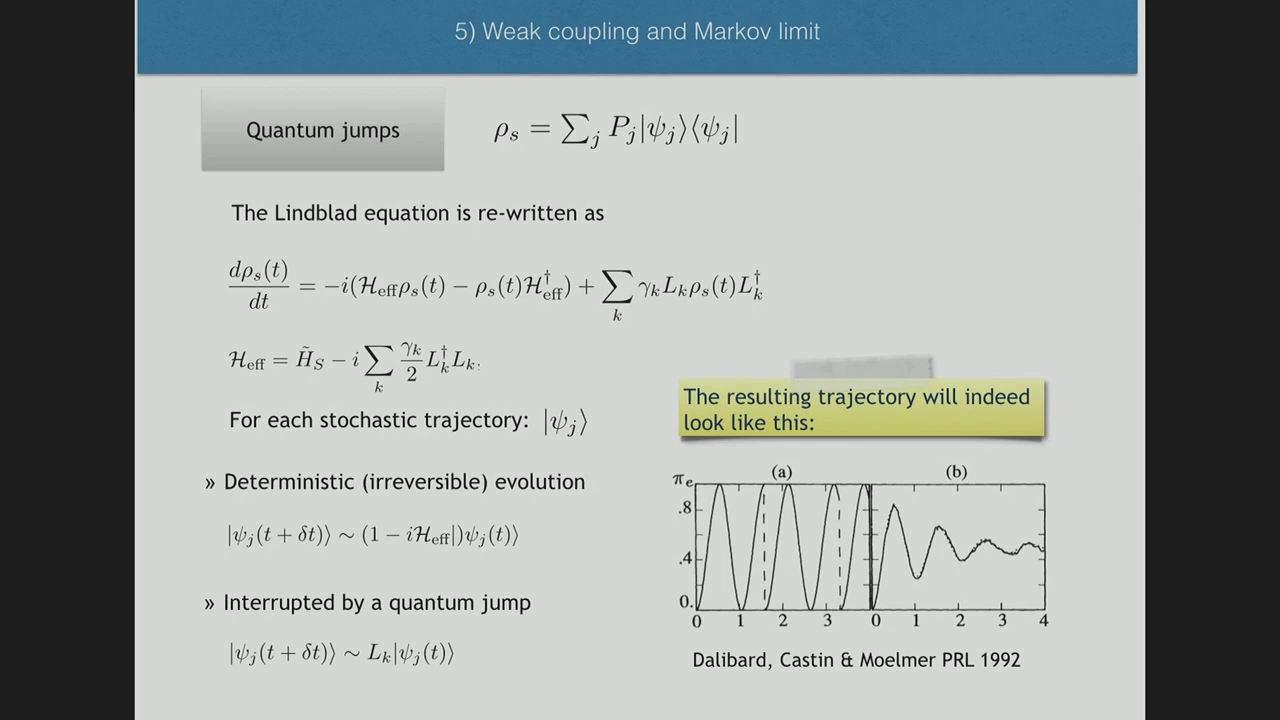 5) Weak coupling and Markov limit
Quantum jumps
ρ_s = ∑_j P_j|ψ_j⟩⟨ψ_j|
The Lindblad equation is re-written as
dρ_s(t)/dt = −i(ℋ_eff ρ_s(t) − ρ_s(t)ℋ_eff^†) + ∑_k γ_k L_k ρ_s(t) L_k^†
ℋ_eff = H̃_S − i ∑_k γ_k/2 L_k^† L_k
For each stochastic trajectory: |ψ_j⟩
» Deterministic (irreversible) evolution
|ψ_j(t + δt)⟩ ∼ (1 − iℋ_eff|)ψ_j(t)⟩
» Interrupted by a quantum jump
|ψ_j(t + δt)⟩ ∼ L_k|ψ_j(t)⟩
The resulting trajectory will indeed
look like this:
(a) (b)
π_e
.8
.4
0.
0 1 2 3 0 1 2 3 4
Dalibard, Castin & Moelmer PRL 1992